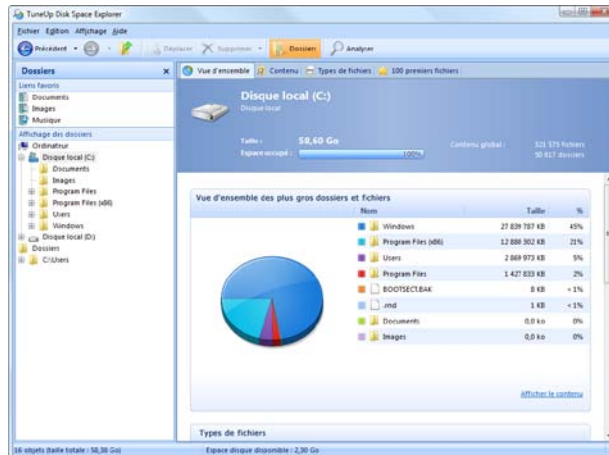 TuneUp Disk Space Explorer
Fichier Edition Affichage Aide
Précédent Déplacer Supprimer Dossiers Analyser
Dossiers
Liens favoris
Documents
Images
Musique
Affichage des dossiers
Ordinateur
Disque local (C:)
Documents
Images
Program Files
Program Files (x86)
Users
Windows
Disque local (D:)
Dossiers
C:\Users
Vue d'ensemble Contenu Types de fichiers 100 premiers fichiers
Disque local (C:)
Disque local
Taille : 58,60 Go Contenu global : 321 575 fichiers
Espace occupé : 100% 50 817 dossiers
Vue d'ensemble des plus gros dossiers et fichiers
Nom Taille %
Windows 27 839 787 KB 45%
Program Files (x86) 12 888 302 KB 21%
Users 2 869 973 KB 5%
Program Files 1 427 833 KB 2%
BOOTSECT.BAK 8 KB < 1%
.rnd 1 KB < 1%
Documents 0,0 ko 0%
Images 0,0 ko 0%
Afficher le contenu
Types de fichiers
16 objets (taille totale : 58,38 Go) Espace disque disponible : 2,30 Go